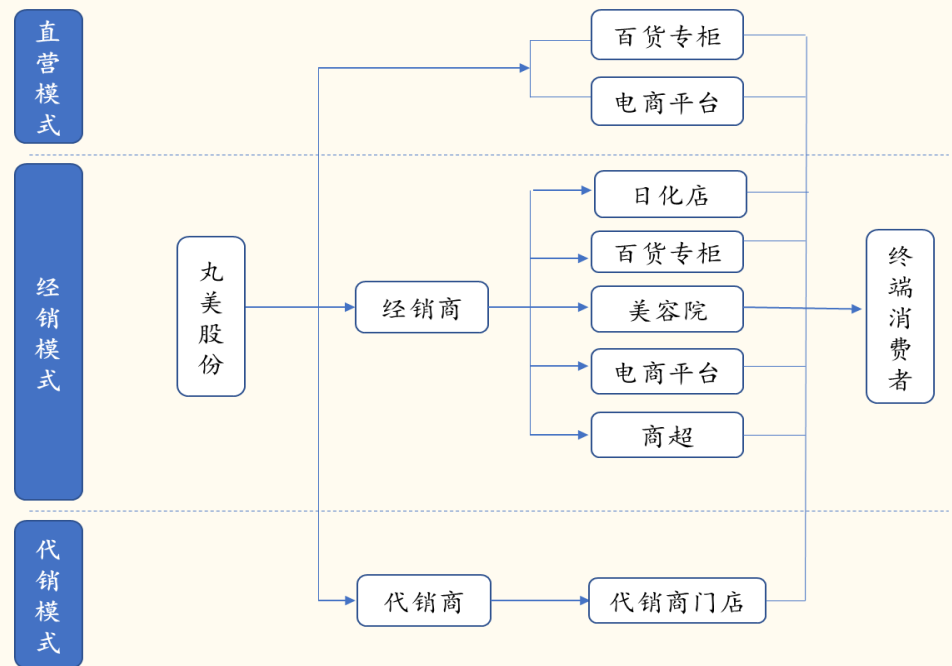 直营模式
百货专柜
电商平台
经销模式
丸美股份
经销商
日化店
百货专柜
美容院
电商平台
商超
终端消费者
代销模式
代销商
代销商门店